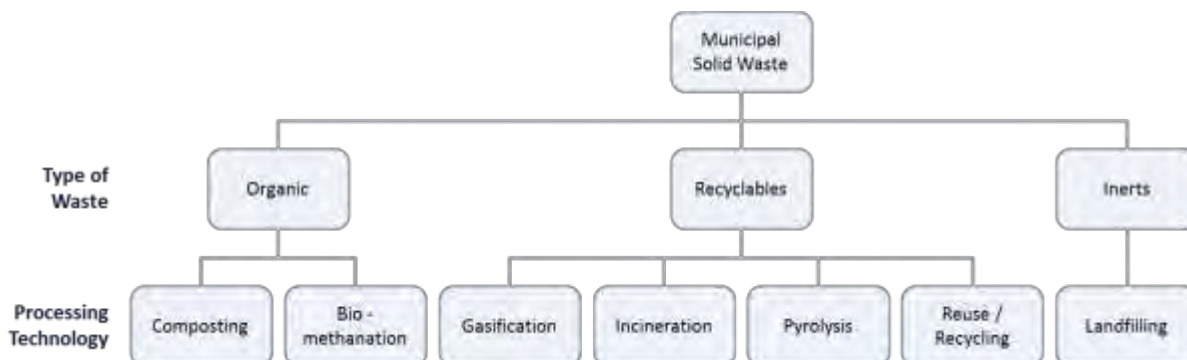 Municipal
Solid Waste
Type of
Waste
Organic
Recyclables
Inerts
Processing
Technology
Composting
Bio -
methanation
Gasification
Incineration
Pyrolysis
Reuse /
Recycling
Landfilling